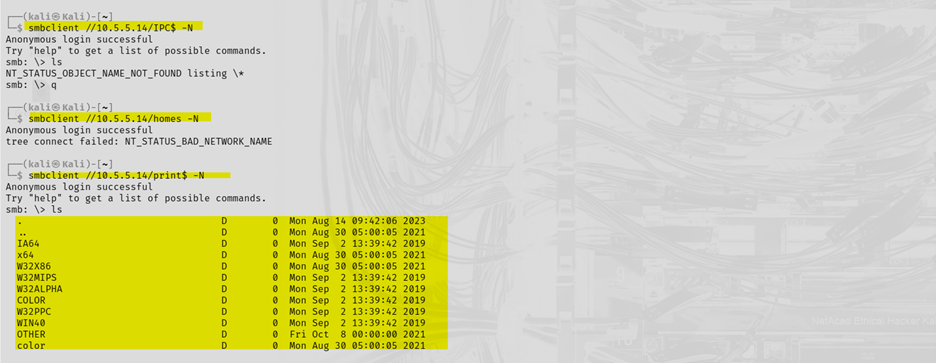 ┌──(kali㉿Kali)-[~]
└─$ smbclient //10.5.5.14/IPC$ -N
Anonymous login successful
Try "help" to get a list of possible commands.
smb: \> ls
NT_STATUS_OBJECT_NAME_NOT_FOUND listing \*
smb: \> q
┌──(kali㉿Kali)-[~]
└─$ smbclient //10.5.5.14/homes -N
Anonymous login successful
tree connect failed: NT_STATUS_BAD_NETWORK_NAME
┌──(kali㉿Kali)-[~]
└─$ smbclient //10.5.5.14/print$ -N
Anonymous login successful
Try "help" to get a list of possible commands.
smb: \> ls
. D 0 Mon Aug 14 09:42:06 2023
.. D 0 Mon Aug 30 05:00:05 2021
IA64 D 0 Mon Sep 2 13:39:42 2019
x64 D 0 Mon Aug 30 05:00:05 2021
W32X86 D 0 Mon Aug 30 05:00:05 2021
W32MIPS D 0 Mon Sep 2 13:39:42 2019
W32ALPHA D 0 Mon Sep 2 13:39:42 2019
COLOR D 0 Mon Sep 2 13:39:42 2019
W32PPC D 0 Mon Sep 2 13:39:42 2019
WIN40 D 0 Mon Sep 2 13:39:42 2019
OTHER D 0 Fri Oct 8 00:00:00 2021
color D 0 Mon Aug 30 05:00:05 2021
Ethical Hacker